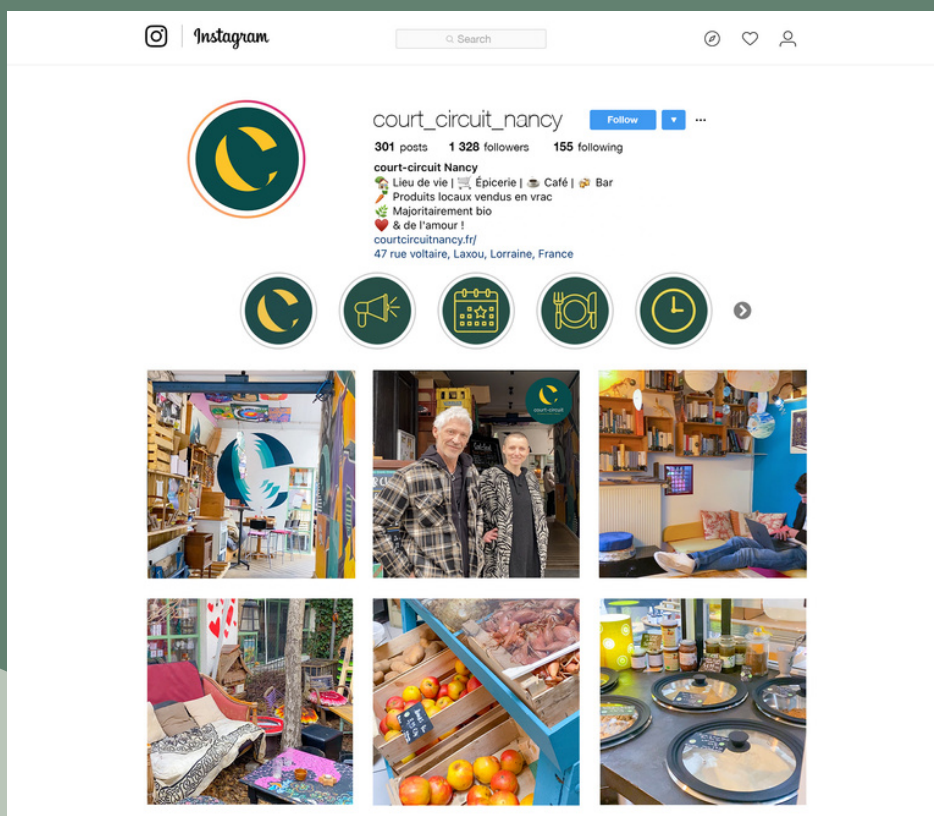 Instagram
Search
court_circuit_nancy Follow
301 posts 1 328 followers 155 following
court-circuit Nancy
Lieu de vie | 🛒 Épicerie | ☕ Café | 🍻 Bar
🥕 Produits locaux vendus en vrac
🌿 Majoritairement bio
❤️ & de l'amour !
courtcircuitnancy.fr/
47 rue voltaire, Laxou, Lorraine, France
court-circuit